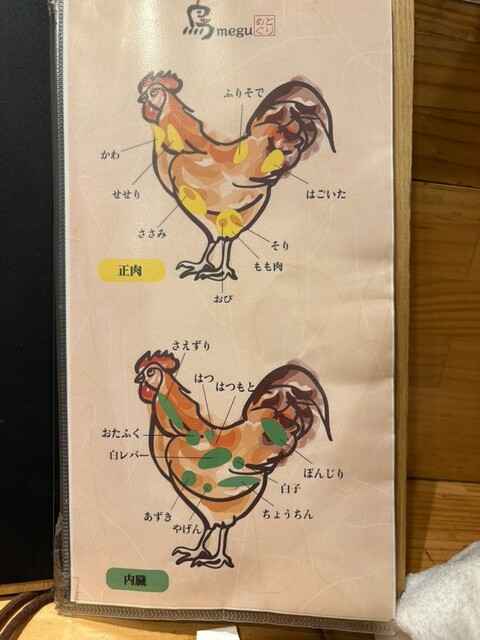 鳥megu
とり
めぐ
ふりそで
かわ
せせり
はごいた
ささみ
そり
もも肉
正肉
おび
さえずり
はつ
はつもと
おたふく
白レバー
ぼんじり
白子
あずき
ちょうちん
やげん
内臓